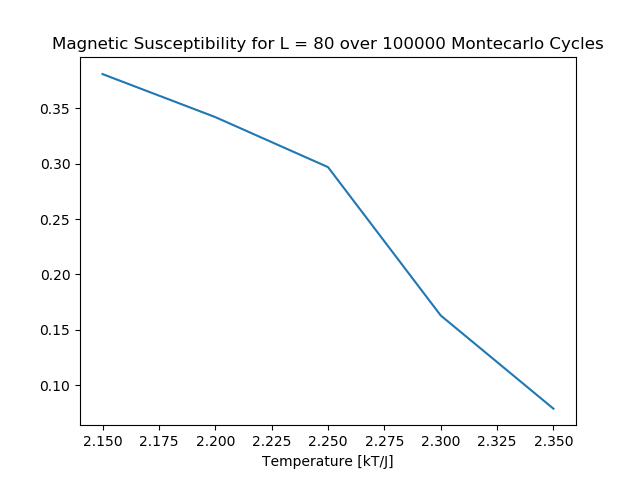 Magnetic Susceptibility for L = 80 over 100000 Montecarlo Cycles
0.35
0.30
0.25
0.20
0.15
0.10
2.150 2.175 2.200 2.225 2.250 2.275 2.300 2.325 2.350
Temperature [kT/J]